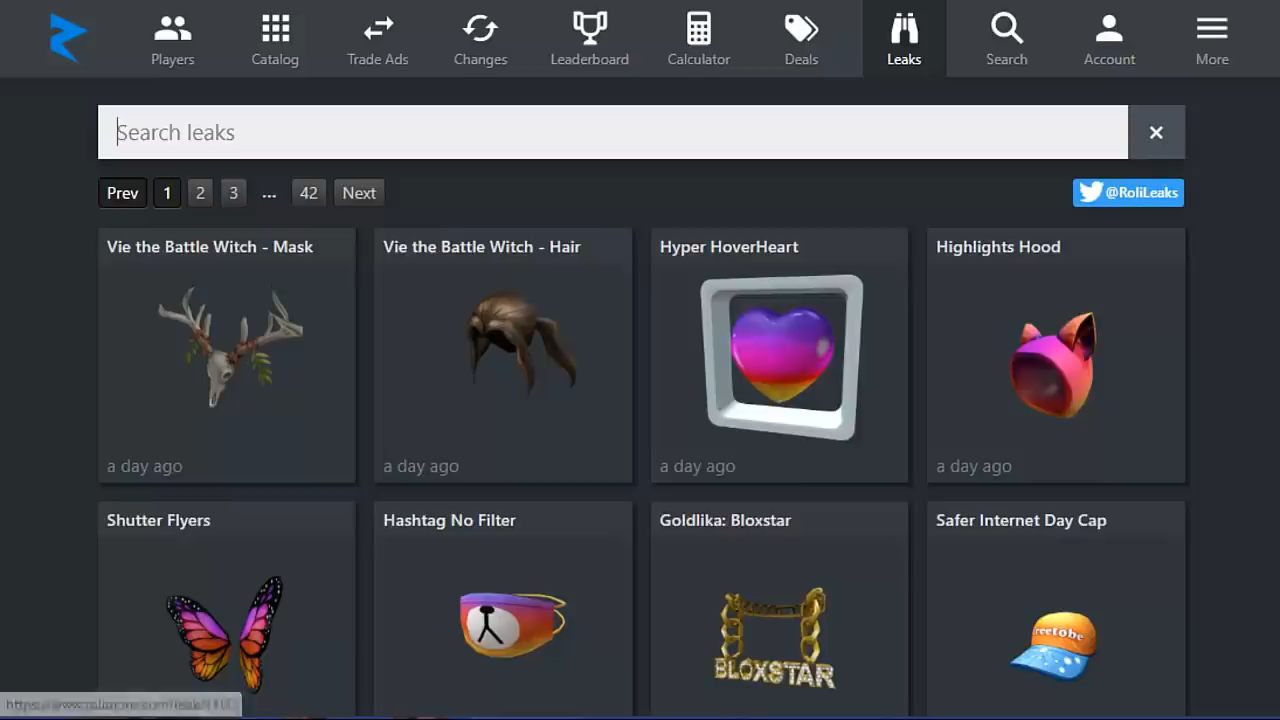 Players
Catalog
Trade Ads
Changes
Leaderboard
Calculator
Deals
Leaks
Search
Account
More
Search leaks
Prev 1 2 3 ... 42 Next
@RoliLeaks
Vie the Battle Witch - Mask
a day ago
Vie the Battle Witch - Hair
a day ago
Hyper HoverHeart
a day ago
Highlights Hood
a day ago
Shutter Flyers
Hashtag No Filter
Goldlika: Bloxstar
BLOXSTAR
Safer Internet Day Cap
reetobe